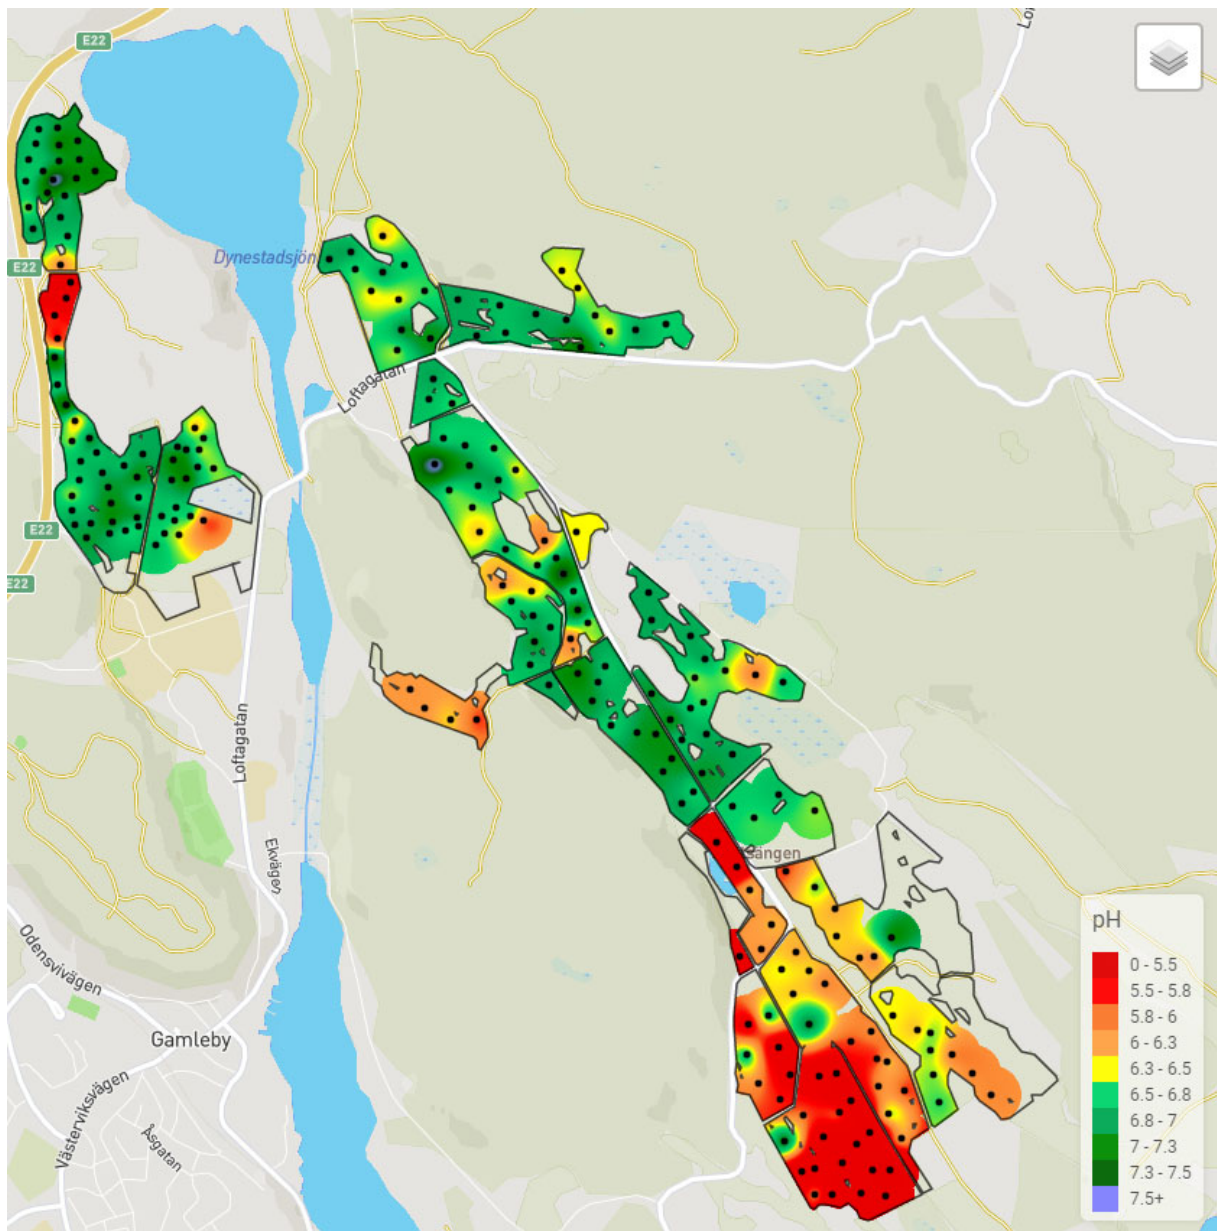 E22
Lof
Dynestadsjön
E22
Loftagatan
E22
E22
Loftagatan
sängen
Ekvägen
Odensvivägen
Gamleby
Västerviksvägen
Åsgatan
pH
0 - 5.5
5.5 - 5.8
5.8 - 6
6 - 6.3
6.3 - 6.5
6.5 - 6.8
6.8 - 7
7 - 7.3
7.3 - 7.5
7.5+